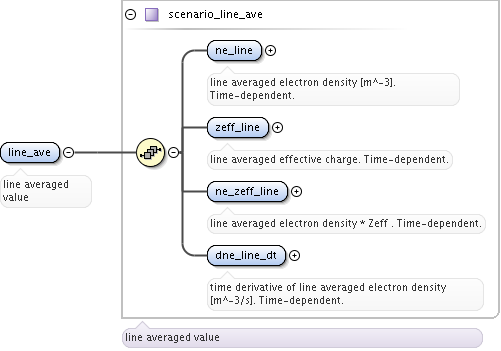 scenario_line_ave
ne_line
line averaged electron density [m^-3].
Time-dependent.
zeff_line
line averaged effective charge. Time-dependent.
line_ave
line averaged
value
ne_zeff_line
line averaged electron density * Zeff . Time-dependent.
dne_line_dt
time derivative of line averaged electron density
[m^-3/s]. Time-dependent.
line averaged value